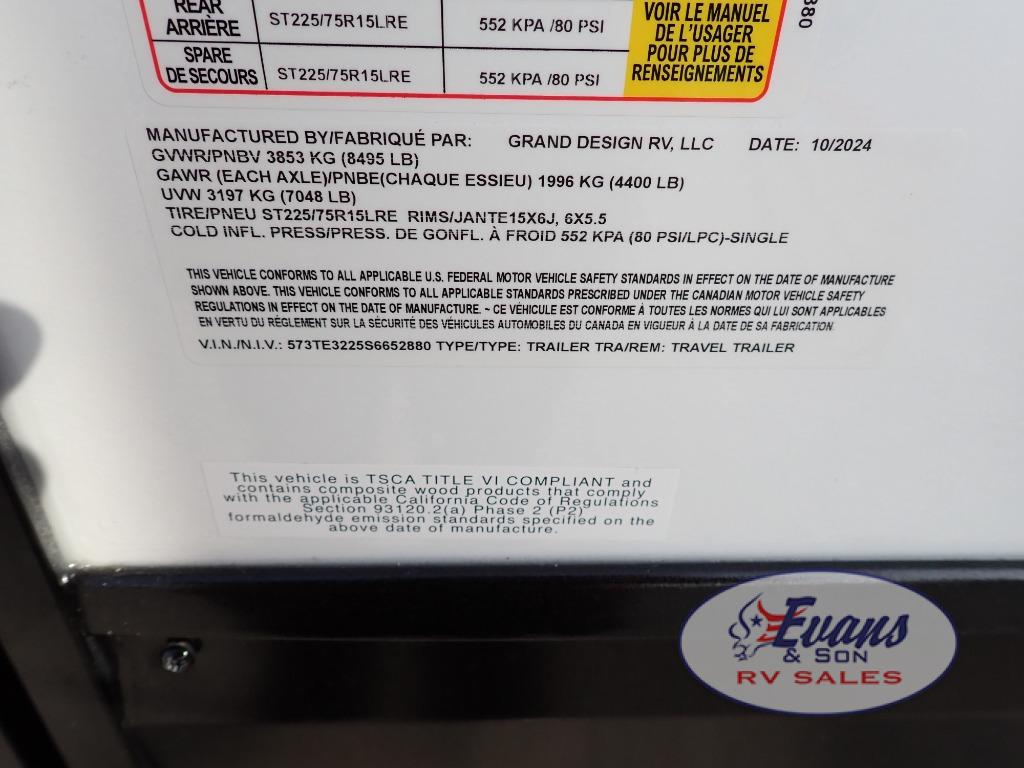 REAR
ARRIÈRE
ST225/75R15LRE
552 KPA /80 PSI
SPARE
DE SECOURS
ST225/75R15LRE
552 KPA /80 PSI
VOIR LE MANUEL
DE L'USAGER
POUR PLUS DE
RENSEIGNEMENTS
880
MANUFACTURED BY/FABRIQUÉ PAR: GRAND DESIGN RV, LLC DATE: 10/2024
GVWR/PNBV 3853 KG (8495 LB)
GAWR (EACH AXLE)/PNBE(CHAQUE ESSIEU) 1996 KG (4400 LB)
UVW 3197 KG (7048 LB)
TIRE/PNEU ST225/75R15LRE RIMS/JANTE15X6J, 6X5.5
COLD INFL. PRESS/PRESS. DE GONFL. À FROID 552 KPA (80 PSI/LPC)-SINGLE
THIS VEHICLE CONFORMS TO ALL APPLICABLE U.S. FEDERAL MOTOR VEHICLE SAFETY STANDARDS IN EFFECT ON THE DATE OF MANUFACTURE
SHOWN ABOVE. THIS VEHICLE CONFORMS TO ALL APPLICABLE STANDARDS PRESCRIBED UNDER THE CANADIAN MOTOR VEHICLE SAFETY
REGULATIONS IN EFFECT ON THE DATE OF MANUFACTURE. ~ CE VÉHICULE EST CONFORME À TOUTES LES NORMES QUI LUI SONT APPLICABLES
EN VERTU DU RÉGLEMENT SUR LA SÉCURITÉ DES VÉHICULES AUTOMOBILES DU CANADA EN VIGUEUR À LA DATE DE SA FABRICATION.
V.I.N./N.I.V.: 573TE3225S6652880 TYPE/TYPE: TRAILER TRA/REM: TRAVEL TRAILER
This vehicle is TSCA TITLE VI COMPLIANT and
contains composite wood products that comply
with the applicable California Code of Regulations
Section 93120.2(a) Phase 2 (P2)
formaldehyde emission standards specified on the
above date of manufacture.
Evans
& SON
RV SALES